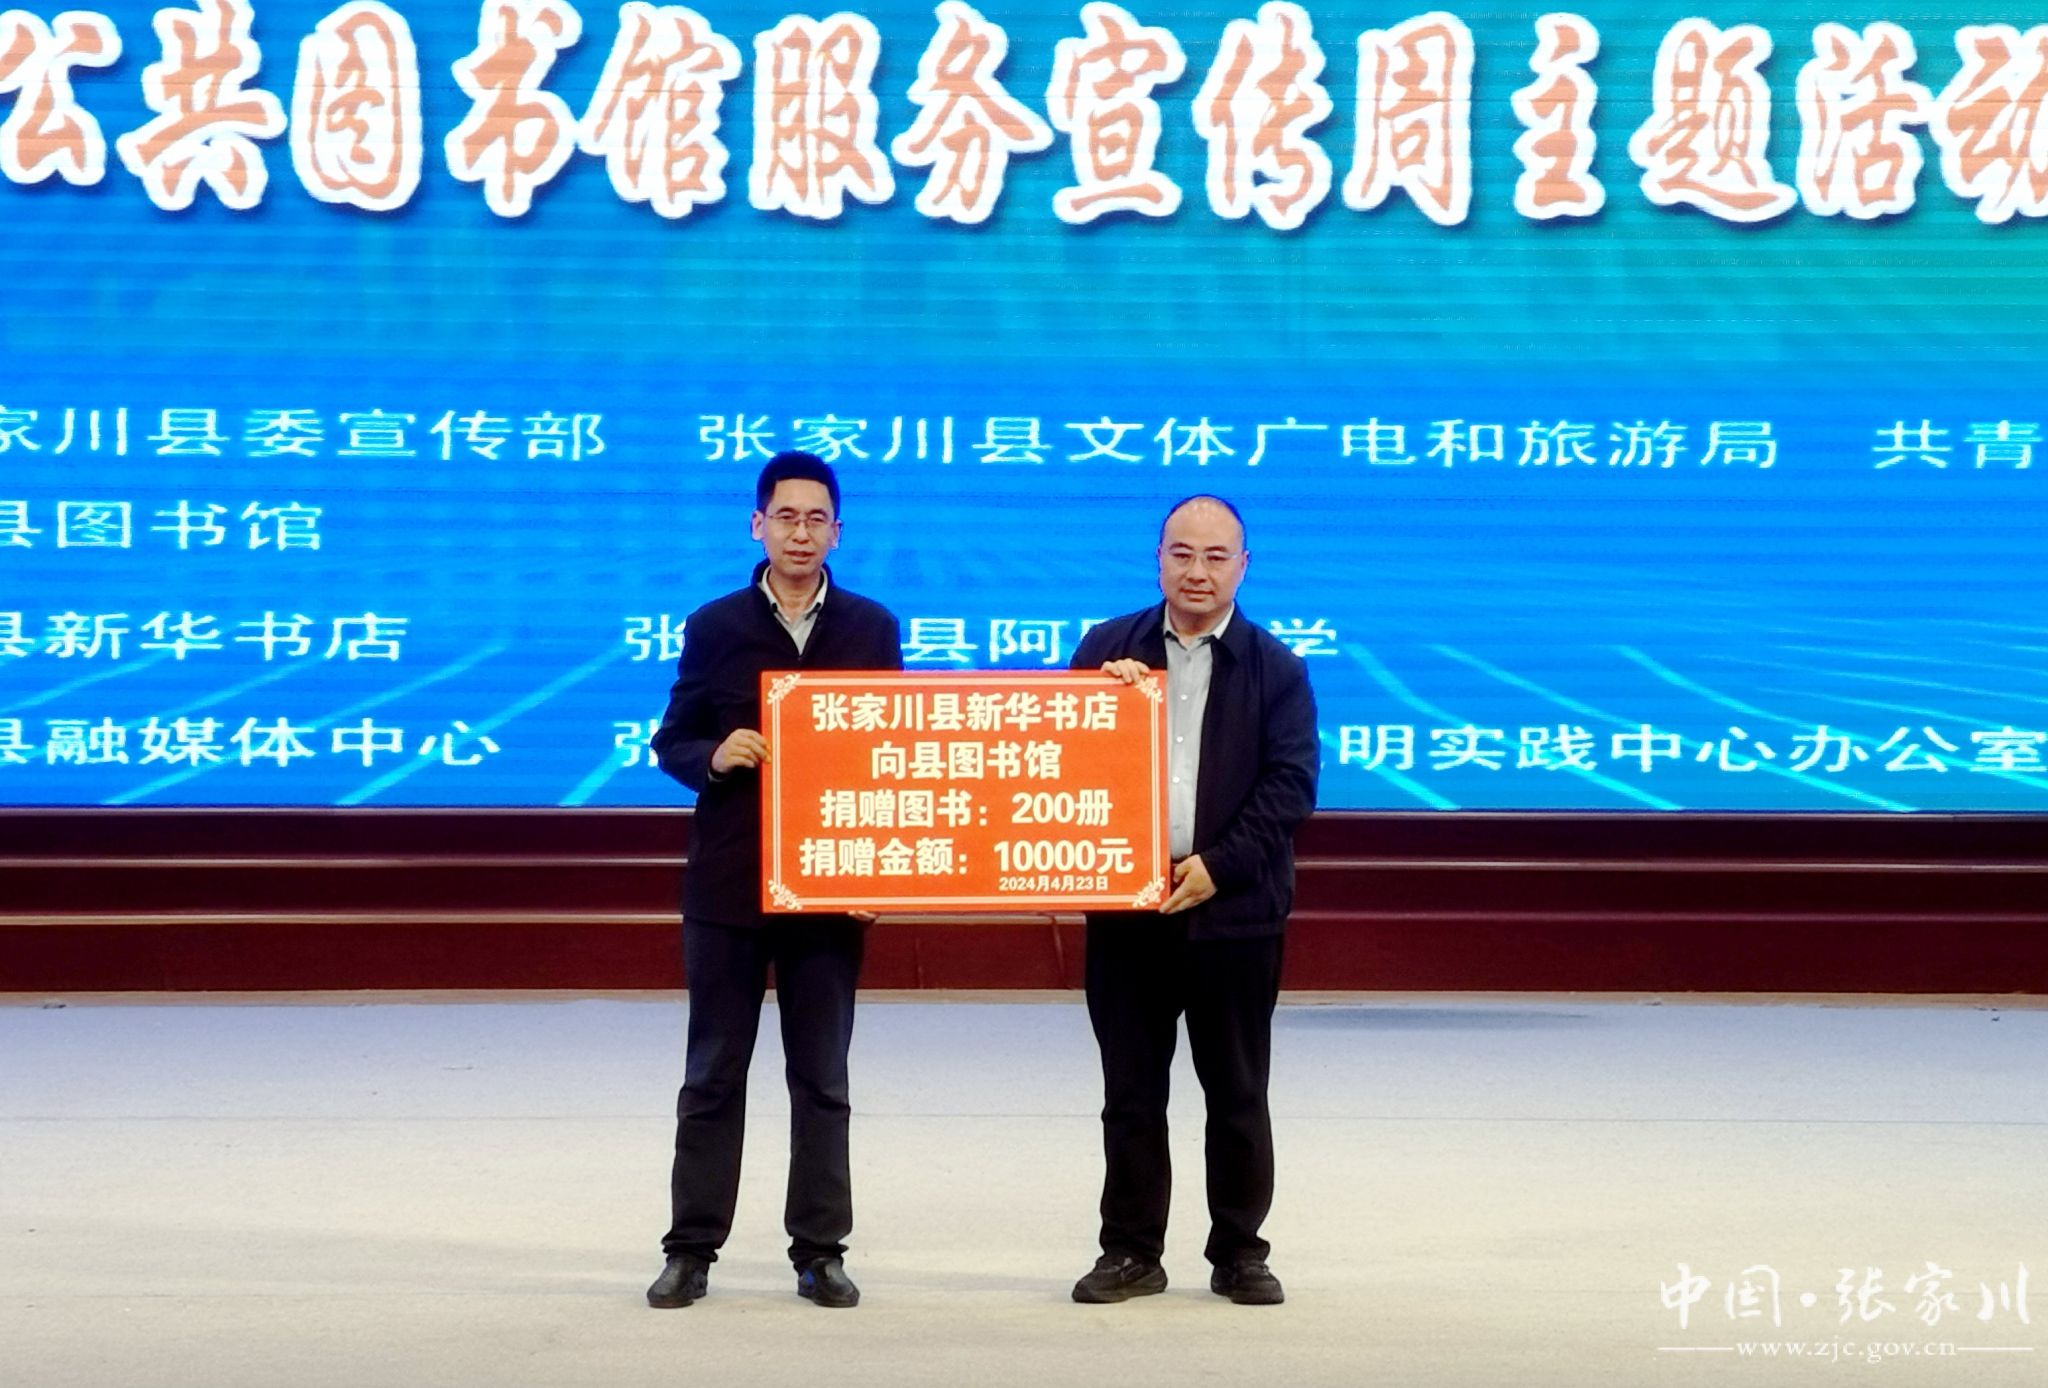 公共图书馆服务宣传周主题活动
家川县委宣传部 张家川县文体广电和旅游局 共青
县图书馆
县新华书店 张 县阿 学
县融媒体中心 张 明实践中心办公室
张家川县新华书店
向县图书馆
捐赠图书：200册
捐赠金额：10000元
2024年4月23日
中国·张家川
www.zjc.gov.cn